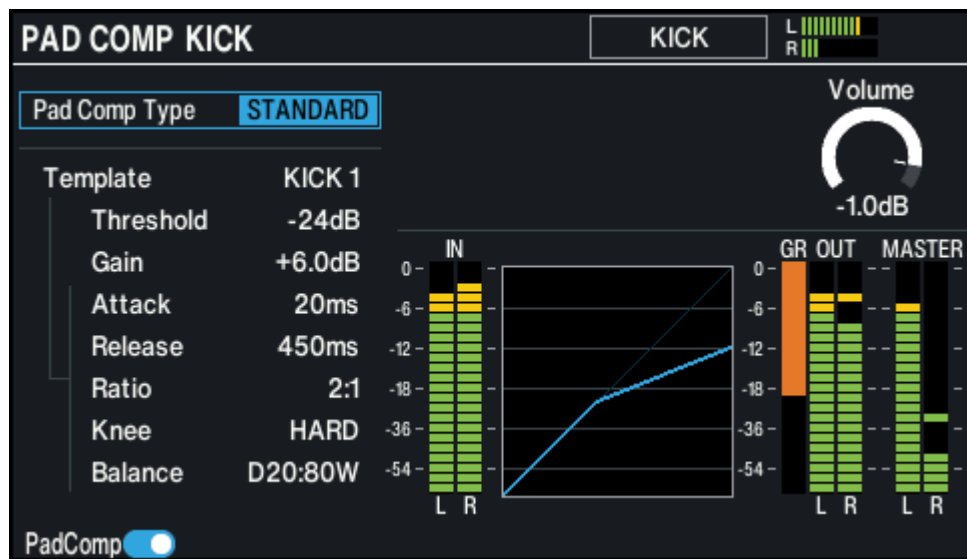 PAD COMP KICK
KICK
L
R
Volume
-1.0dB
Pad Comp Type STANDARD
Template KICK 1
Threshold -24dB
Gain +6.0dB
Attack 20ms
Release 450ms
Ratio 2:1
Knee HARD
Balance D20:80W
PadComp
IN
0
-6
-12
-18
-36
-54
L R
GR OUT MASTER
0
-6
-12
-18
-36
-54
L R L R